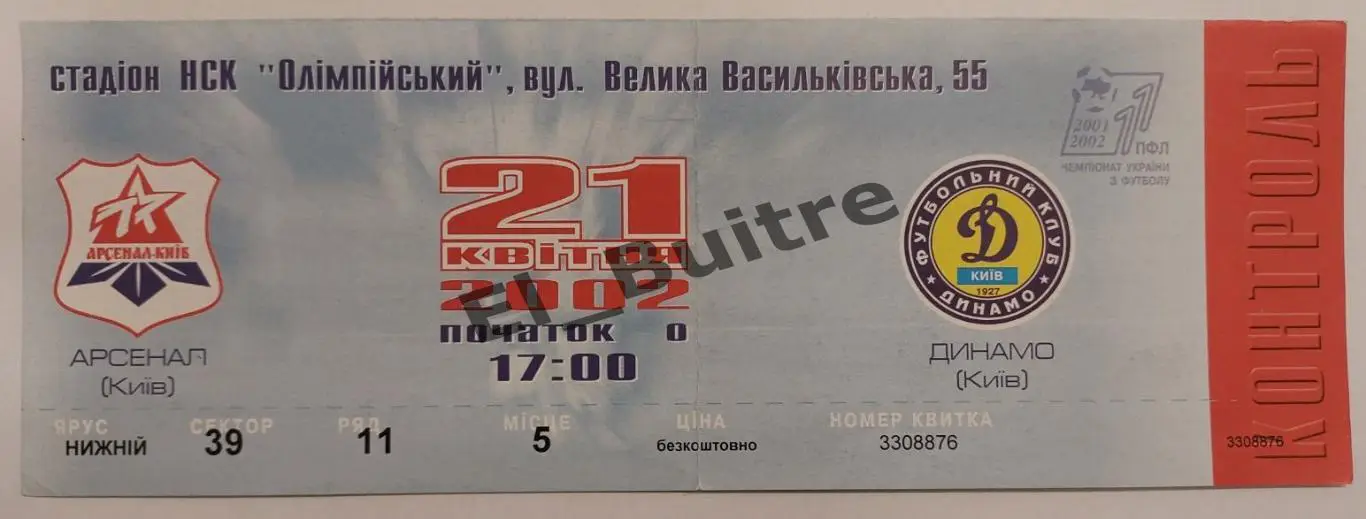 стадіон НСК "Олімпійський", вул. Велика Васильківська, 55
2001
2002
11
ПФЛ
ЧЕМПІОНАТ УКРАЇНИ
З ФУТБОЛУ
АК
АРСЕНАЛ-КИЇВ
АРСЕНАЛ
(Київ)
21
КВІТНЯ
2002
початок о
17:00
El_Buitre
ФУТБОЛЬНИЙ КЛУБ
Д
КИЇВ
1927
ДИНАМО
ДИНАМО
(Київ)
ЯРУС СЕКТОР РЯД МІСЦЕ ЦІНА НОМЕР КВИТКА
НИЖНІЙ 39 11 5 безкоштовно 3308876
КОНТРОЛЬ
3308876